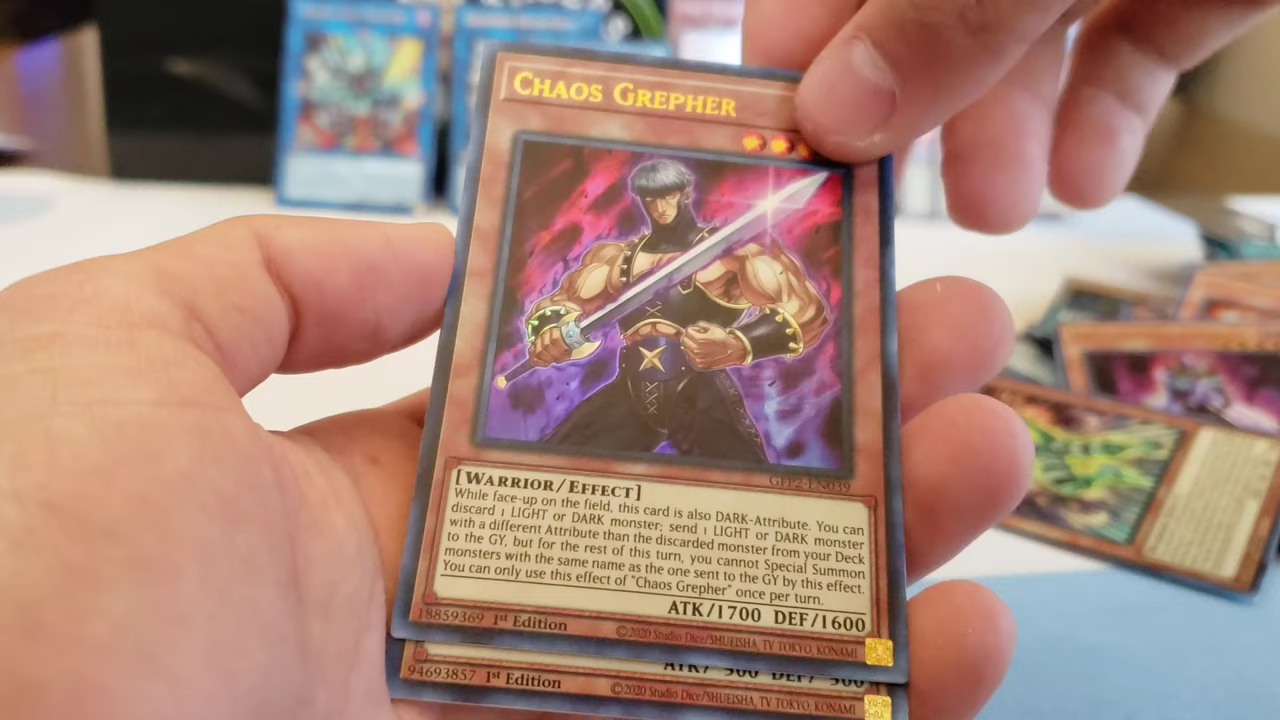 CHAOS GREPHER
GFP2-EN039
[WARRIOR/EFFECT]
While face-up on the field, this card is also DARK-Attribute. You can
discard 1 LIGHT or DARK monster; send 1 LIGHT or DARK monster
with a different Attribute than the discarded monster from your Deck
to the GY, but for the rest of this turn, you cannot Special Summon
monsters with the same name as the one sent to the GY by this effect.
You can only use this effect of "Chaos Grepher" once per turn.
ATK/1700 DEF/1600
18859369 1st Edition
©2020 Studio Dice/SHUEISHA, TV TOKYO, KONAMI
ATK/ 500 DEF/ 500
94693857 1st Edition
©2020 Studio Dice/SHUEISHA, TV TOKYO, KONAMI